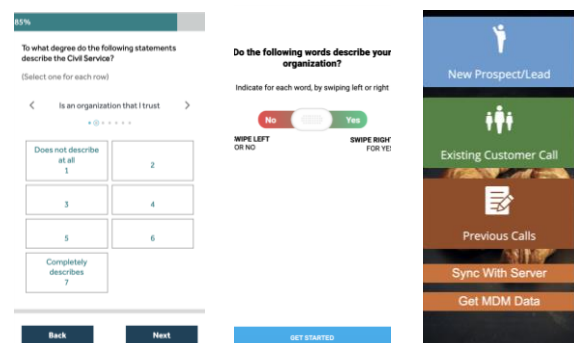 85%
To what degree do the following statements
describe the Civil Service?
(Select one for each row)
Is an organization that I trust
Does not describe
at all
1
2
3
4
5
6
Completely
describes
7
Back
Next
Do the following words describe your
organization?
Indicate for each word, by swiping left or right
No
Yes
WIPE LEFT
OR NO
SWIPE RIGHT
FOR YES
GET STARTED
New Prospect/Lead
Existing Customer Call
Previous Calls
Sync With Server
Get MDM Data